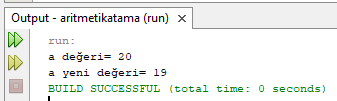 Output - aritmetikatama (run) ×
run:
a değeri= 20
a yeni değeri= 19
BUILD SUCCESSFUL (total time: 0 seconds)